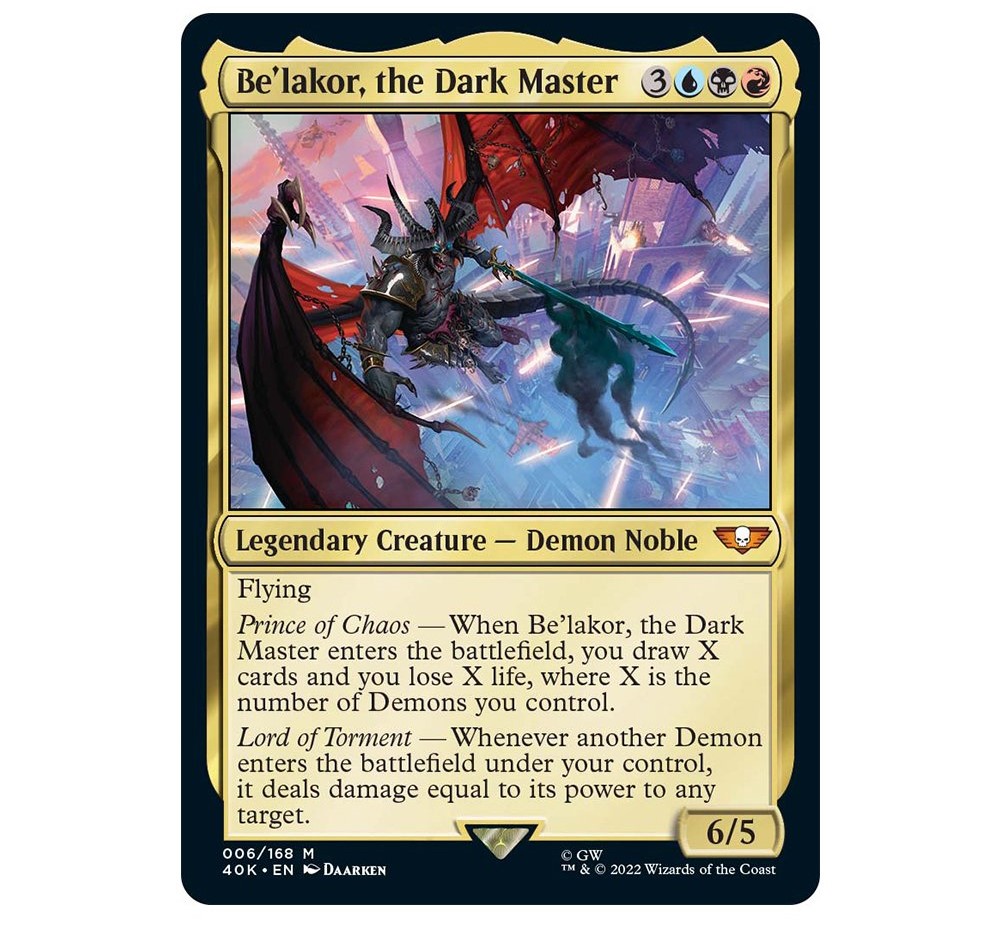 Be'lakor, the Dark Master 3
Legendary Creature — Demon Noble
Flying
Prince of Chaos — When Be'lakor, the Dark
Master enters the battlefield, you draw X
cards and you lose X life, where X is the
number of Demons you control.
Lord of Torment — Whenever another Demon
enters the battlefield under your control,
it deals damage equal to its power to any
target.
6/5
006/168 M
40K • EN Daarken
© GW
™ & © 2022 Wizards of the Coast